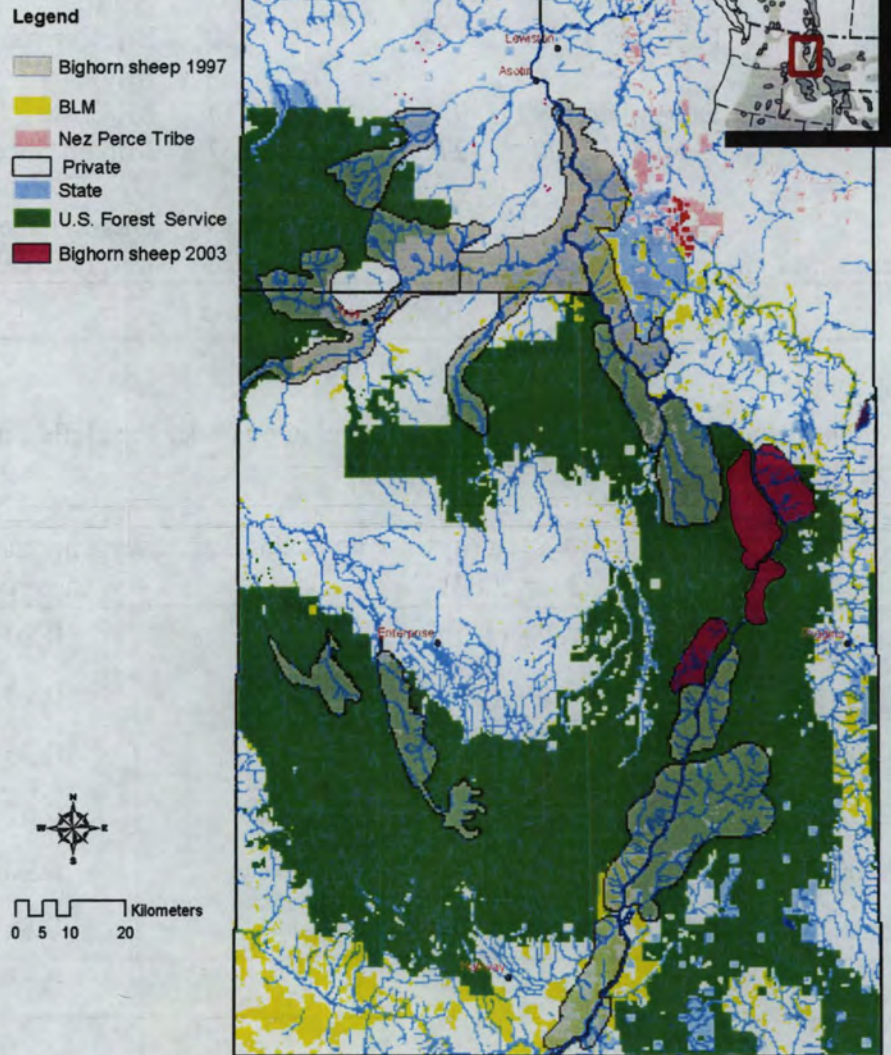 Legend
Bighorn sheep 1997
BLM
Nez Perce Tribe
Private
State
U.S. Forest Service
Bighorn sheep 2003
Lewiston
Asotin
Enterprise
N
W E
S
Kilometers
0 5 10 20